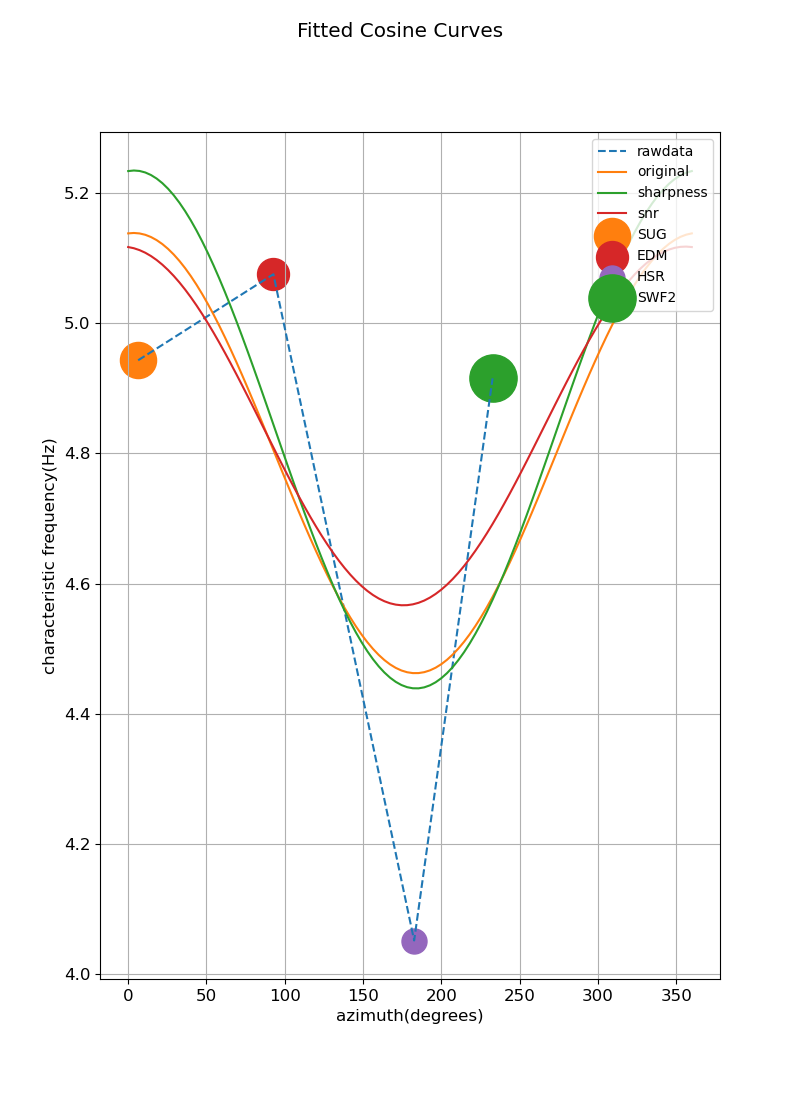 Fitted Cosine Curves
rawdata
original
sharpness
snr
SUG
EDM
HSR
SWF2
characteristic frequency(Hz)
5.2
5.0
4.8
4.6
4.4
4.2
4.0
0 50 100 150 200 250 300 350
azimuth(degrees)